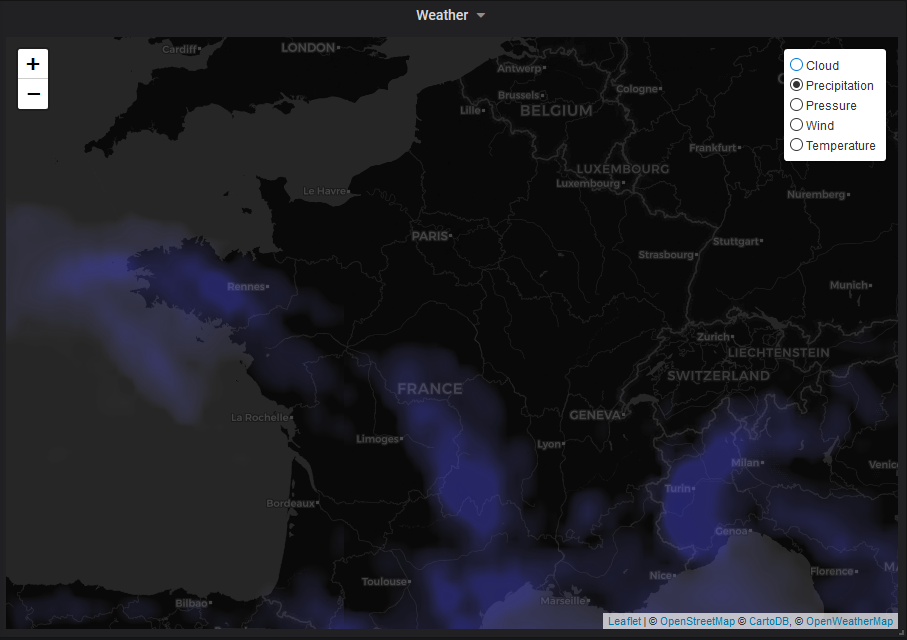 Weather
+
−
Cloud
Precipitation
Pressure
Wind
Temperature
Cardiff
LONDON
Antwerp
Brussels
Cologne
Lille
BELGIUM
Frankfurt
LUXEMBOURG
Luxembourg
Le Havre
Nuremberg
PARIS
Stuttgart
Strasbourg
Rennes
Munich
Zurich
LIECHTENSTEIN
SWITZERLAND
FRANCE
GENEVA
La Rochelle
Limoges
Lyon
Milan
Venic
Turin
Bordeaux
Genoa
Florence
MA
Nice
Toulouse
Bilbao
Marseille
Leaflet | © OpenStreetMap © CartoDB, © OpenWeatherMap